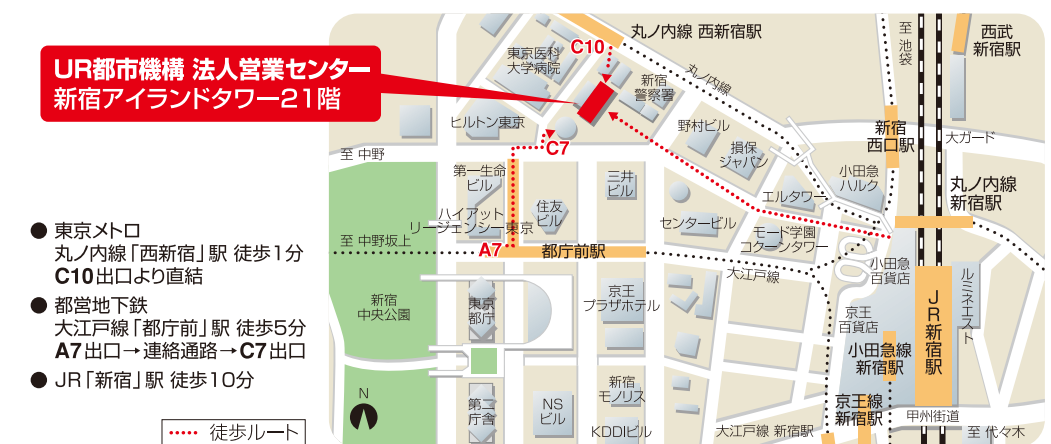 UR都市機構 法人営業センター
新宿アイランドタワー21階
● 東京メトロ
丸ノ内線「西新宿」駅 徒歩1分
C10出口より直結
● 都営地下鉄
大江戸線「都庁前」駅 徒歩5分
A7出口→連絡通路→C7出口
● JR「新宿」駅 徒歩10分
徒歩ルート
丸ノ内線 西新宿駅
C10
東京医科
大学病院
新宿
警察署
丸ノ内線
至 池袋
西武
新宿駅
ヒルトン東京
C7
野村ビル
損保
ジャパン
新宿
西口駅
大ガード
至 中野
第一生命
ビル
三井
ビル
小田急
ハルク
丸ノ内線
新宿駅
エルタワー
ハイアット
リージェンシー東京
住友
ビル
センタービル
モード学園
コクーンタワー
至 中野坂上
A7
都庁前駅
大江戸線
小田急
百貨店
ルミネエスト
新宿
中央公園
東京
都庁
京王
プラザホテル
京王
百貨店
JR新宿駅
小田急線
新宿駅
N
第二
庁舎
NS
ビル
新宿
モノリス
京王線
新宿駅
甲州街道
KDDIビル
大江戸線 新宿駅
至 代々木